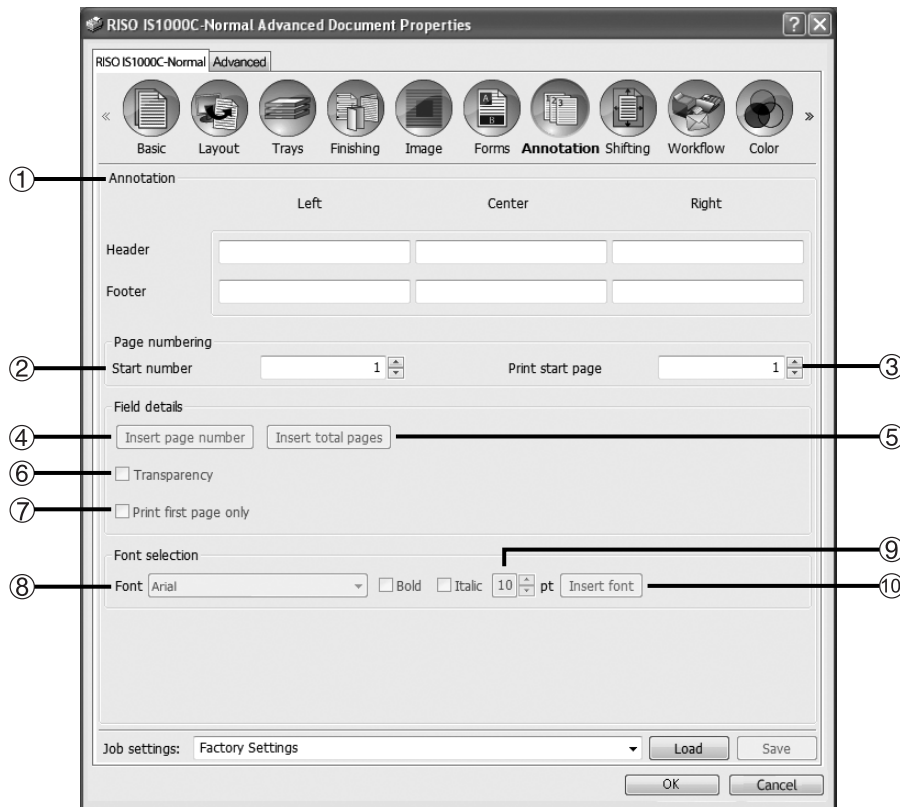 RISO IS1000C-Normal Advanced Document Properties ? X
RISO IS1000C-Normal Advanced
« A B 1 2 3 »
Basic Layout Trays Finishing Image Forms Annotation Shifting Workflow Color
① Annotation
Left Center Right
Header
Footer
Page numbering
② Start number 1 Print start page 1 ③
Field details
④ Insert page number Insert total pages ⑤
⑥ Transparency
⑦ Print first page only
Font selection ⑨
⑧ Font Arial Bold Italic 10 pt Insert font ⑩
Job settings: Factory Settings Load Save
OK Cancel